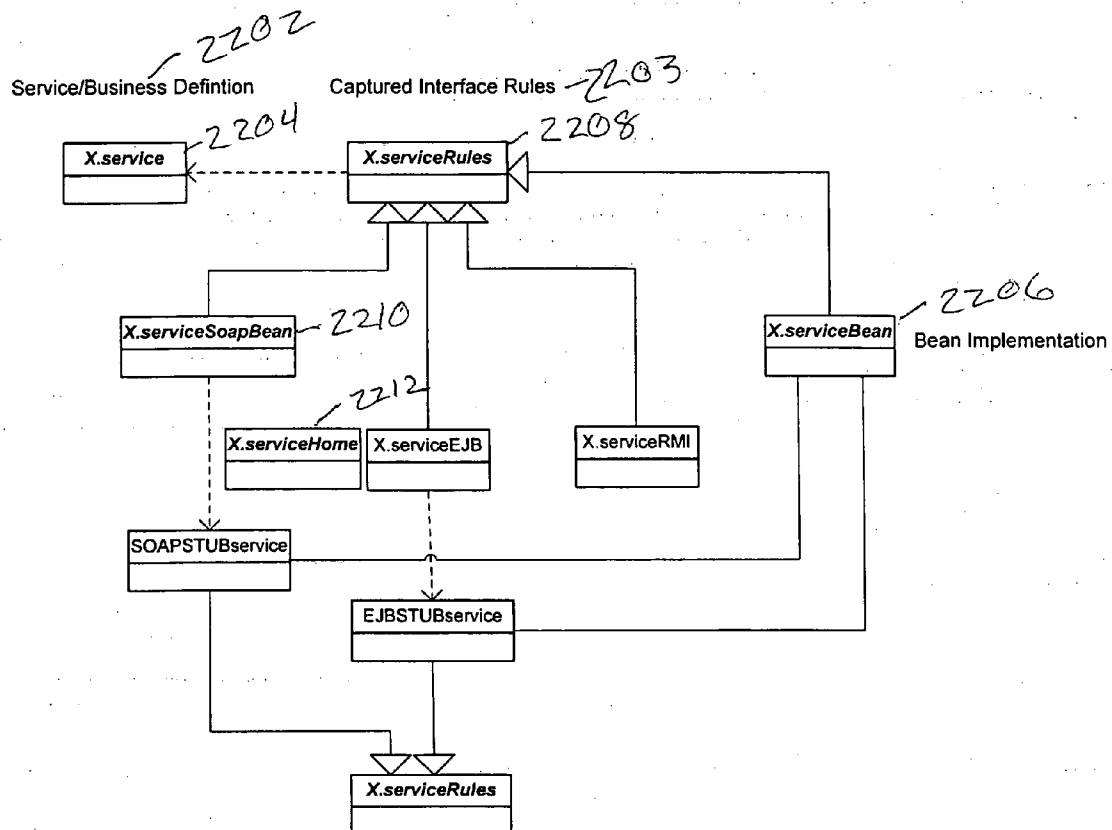 2202
Service/Business Defintion
Captured Interface Rules
2203
2204
2208
X.service
X.serviceRules
2206
X.serviceSoapBean
2210
X.serviceBean
Bean Implementation
2212
X.serviceHome
X.serviceEJB
X.serviceRMI
SOAPSTUBservice
EJBSTUBservice
X.serviceRules